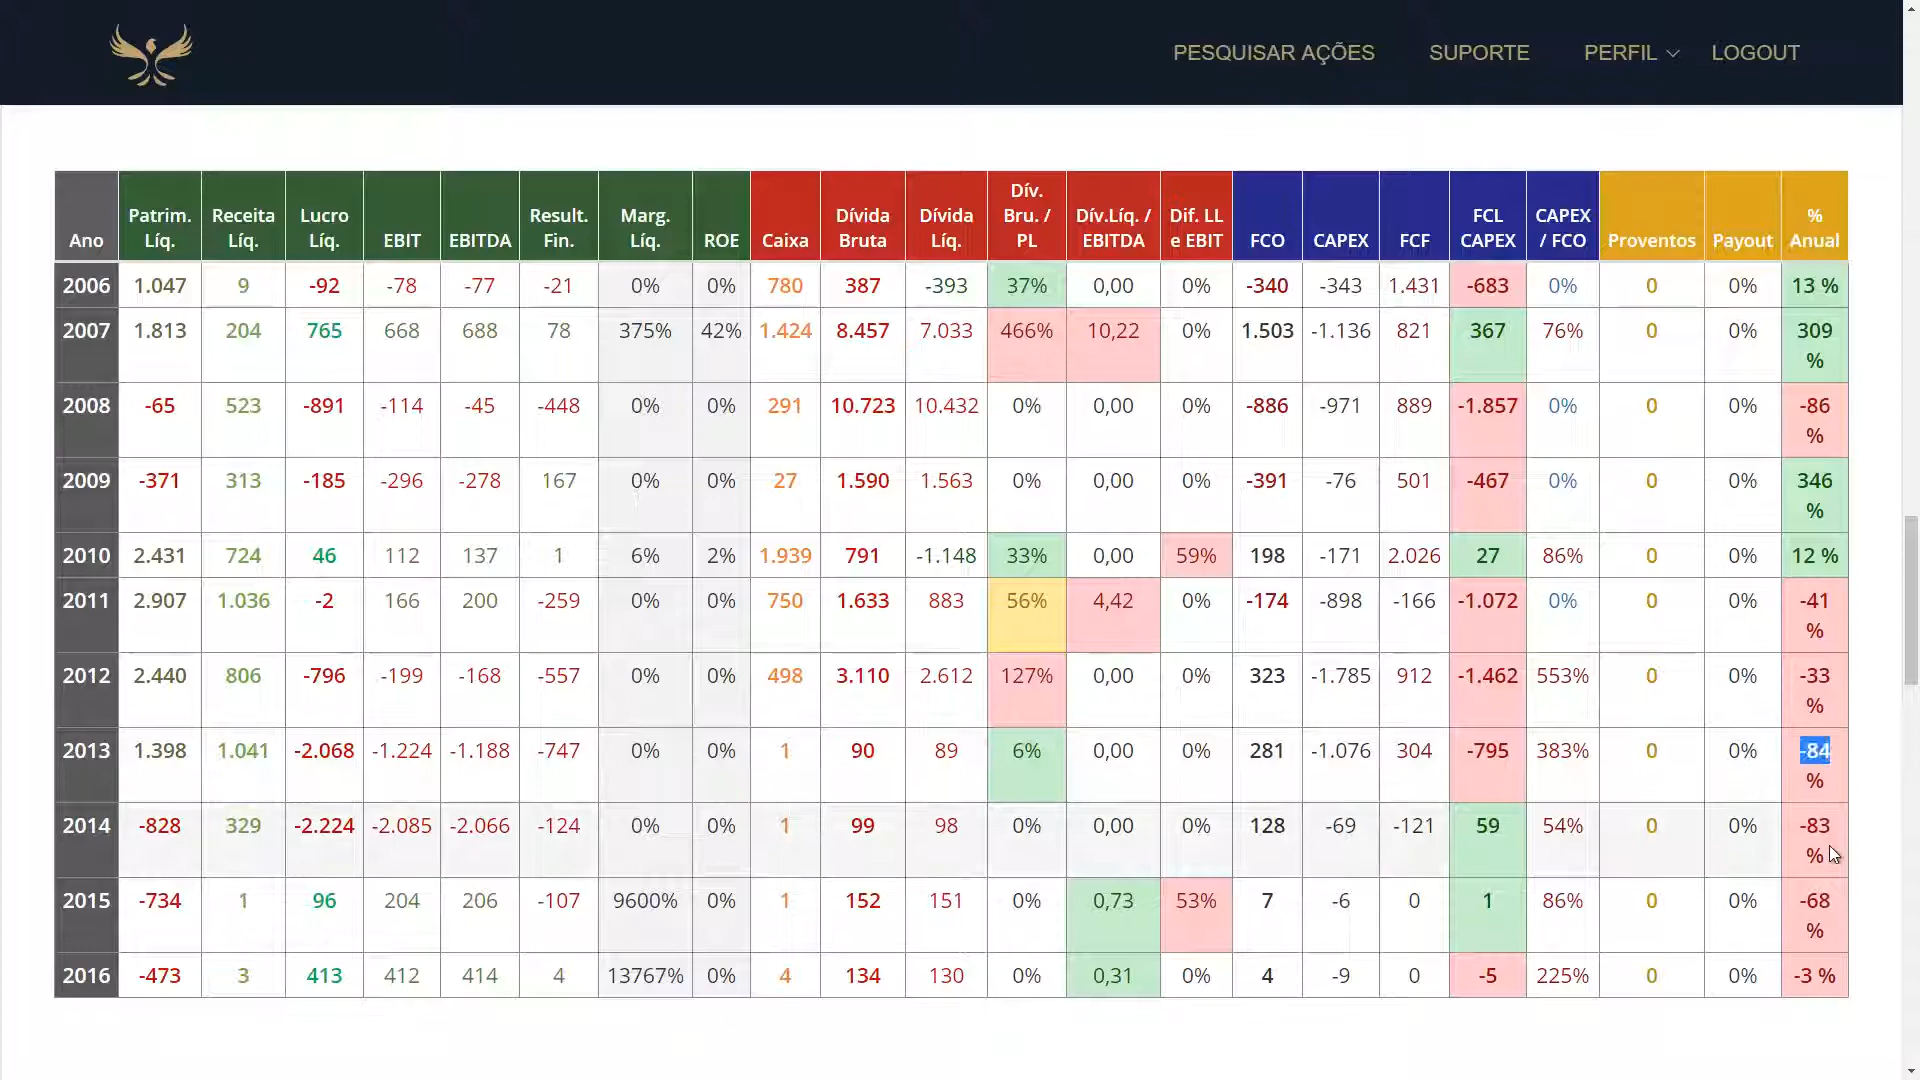 PESQUISAR AÇÕES SUPORTE PERFIL LOGOUT
Ano Patrim. Líq. Receita Líq. Lucro Líq. EBIT EBITDA Result. Fin. Marg. Líq. ROE Caixa Dívida Bruta Dívida Líq. Dív. Bru. / PL Dív.Líq. / EBITDA Dif. LL e EBIT FCO CAPEX FCF FCL CAPEX CAPEX / FCO Proventos Payout % Anual
2006 1.047 9 -92 -78 -77 -21 0% 0% 780 387 -393 37% 0,00 0% -340 -343 1.431 -683 0% 0 0% 13 %
2007 1.813 204 765 668 688 78 375% 42% 1.424 8.457 7.033 466% 10,22 0% 1.503 -1.136 821 367 76% 0 0% 309 %
2008 -65 523 -891 -114 -45 -448 0% 0% 291 10.723 10.432 0% 0,00 0% -886 -971 889 -1.857 0% 0 0% -86 %
2009 -371 313 -185 -296 -278 167 0% 0% 27 1.590 1.563 0% 0,00 0% -391 -76 501 -467 0% 0 0% 346 %
2010 2.431 724 46 112 137 1 6% 2% 1.939 791 -1.148 33% 0,00 59% 198 -171 2.026 27 86% 0 0% 12 %
2011 2.907 1.036 -2 166 200 -259 0% 0% 750 1.633 883 56% 4,42 0% -174 -898 -166 -1.072 0% 0 0% -41 %
2012 2.440 806 -796 -199 -168 -557 0% 0% 498 3.110 2.612 127% 0,00 0% 323 -1.785 912 -1.462 553% 0 0% -33 %
2013 1.398 1.041 -2.068 -1.224 -1.188 -747 0% 0% 1 90 89 6% 0,00 0% 281 -1.076 304 -795 383% 0 0% -84 %
2014 -828 329 -2.224 -2.085 -2.066 -124 0% 0% 1 99 98 0% 0,00 0% 128 -69 -121 59 54% 0 0% -83 %
2015 -734 1 96 204 206 -107 9600% 0% 1 152 151 0% 0,73 53% 7 -6 0 1 86% 0 0% -68 %
2016 -473 3 413 412 414 4 13767% 0% 4 134 130 0% 0,31 0% 4 -9 0 -5 225% 0 0% -3 %